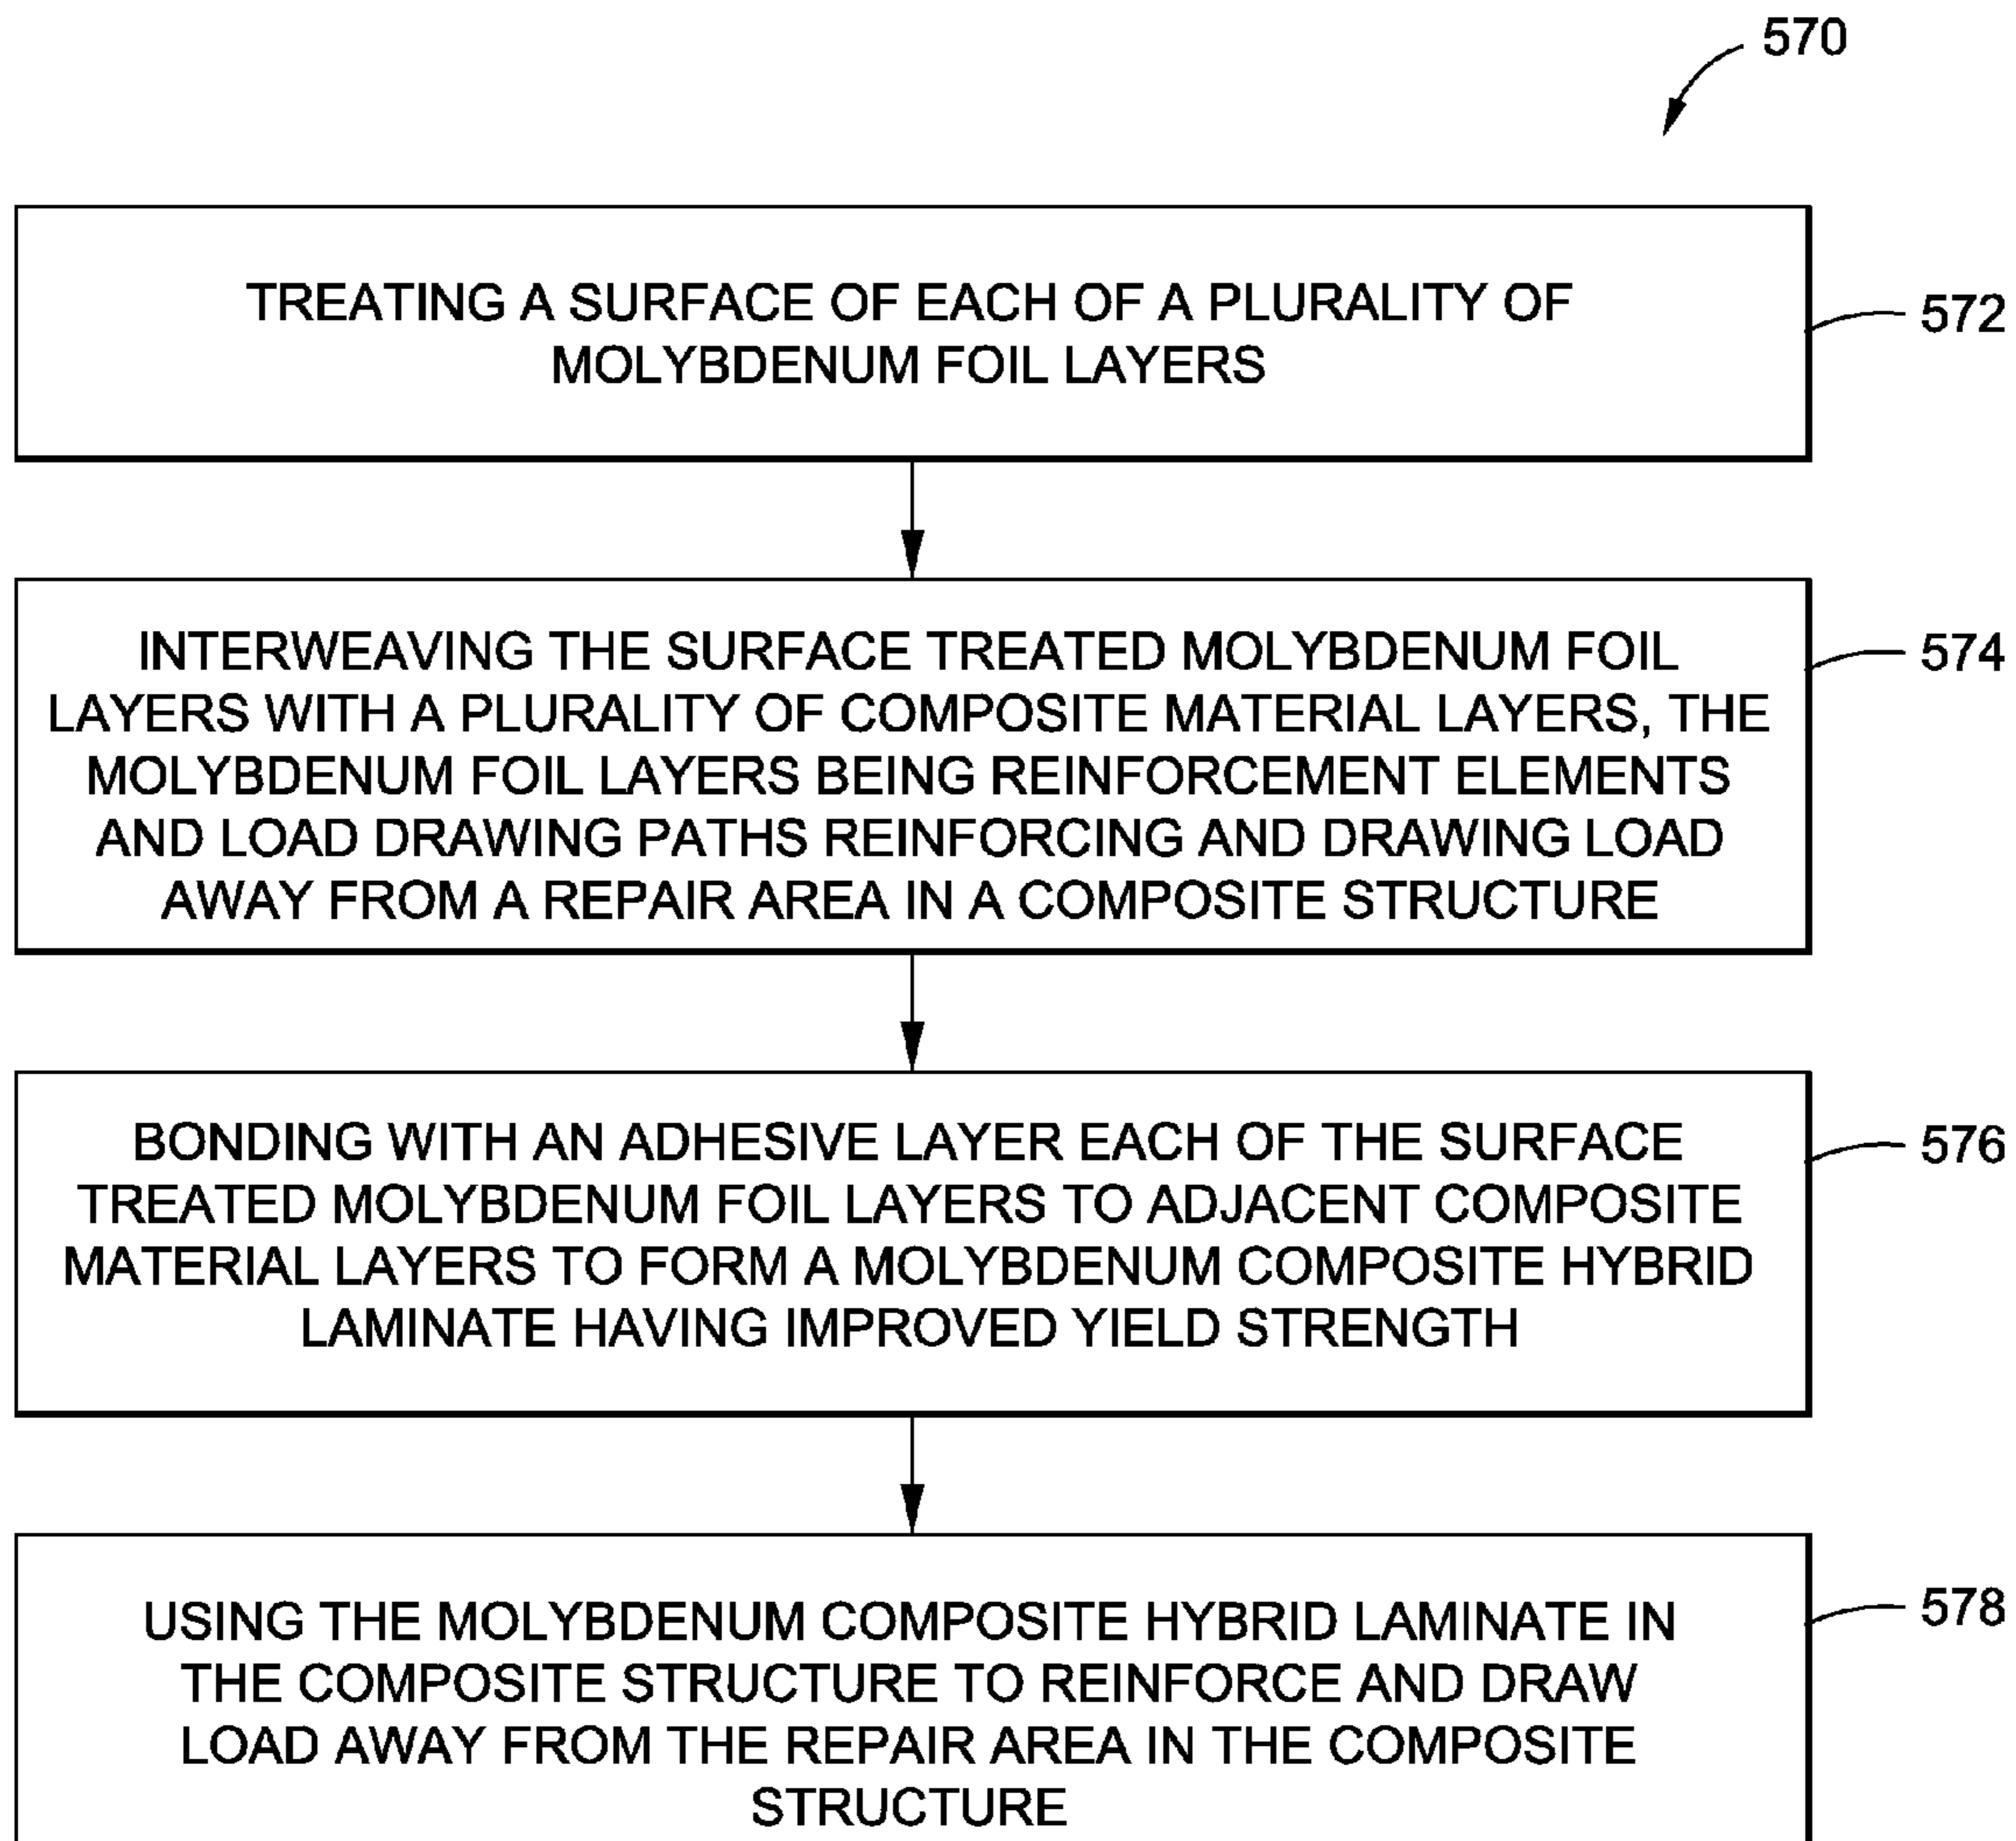 570
TREATING A SURFACE OF EACH OF A PLURALITY OF
MOLYBDENUM FOIL LAYERS
572
INTERWEAVING THE SURFACE TREATED MOLYBDENUM FOIL
LAYERS WITH A PLURALITY OF COMPOSITE MATERIAL LAYERS, THE
MOLYBDENUM FOIL LAYERS BEING REINFORCEMENT ELEMENTS
AND LOAD DRAWING PATHS REINFORCING AND DRAWING LOAD
AWAY FROM A REPAIR AREA IN A COMPOSITE STRUCTURE
574
BONDING WITH AN ADHESIVE LAYER EACH OF THE SURFACE
TREATED MOLYBDENUM FOIL LAYERS TO ADJACENT COMPOSITE
MATERIAL LAYERS TO FORM A MOLYBDENUM COMPOSITE HYBRID
LAMINATE HAVING IMPROVED YIELD STRENGTH
576
USING THE MOLYBDENUM COMPOSITE HYBRID LAMINATE IN
THE COMPOSITE STRUCTURE TO REINFORCE AND DRAW
LOAD AWAY FROM THE REPAIR AREA IN THE COMPOSITE
STRUCTURE
578